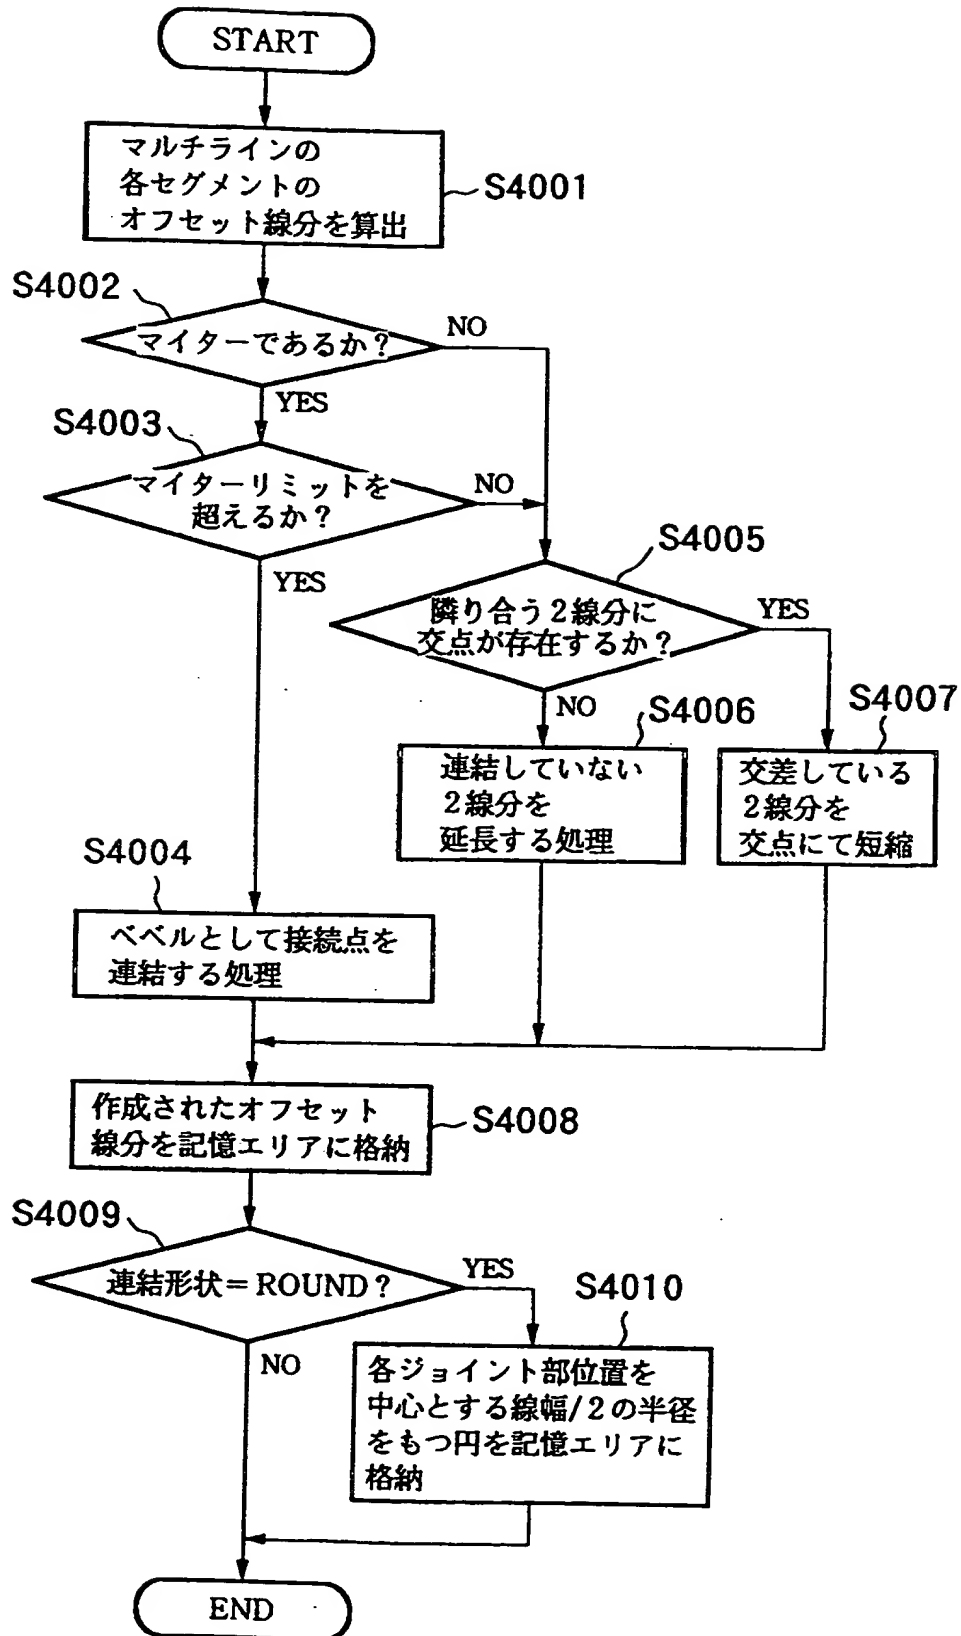 START
マルチラインの
各セグメントの
オフセット線分を算出
S4001
S4002
マイターであるか？
NO
YES
S4003
マイターリミットを
超えるか？
NO
YES
S4005
隣り合う2線分に
交点が存在するか？
YES
NO
S4006
連結していない
2線分を
延長する処理
S4007
交差している
2線分を
交点にて短縮
S4004
ベベルとして接続点を
連結する処理
作成されたオフセット
線分を記憶エリアに格納
S4008
S4009
連結形状＝ROUND？
YES
NO
S4010
各ジョイント部位置を
中心とする線幅/2の半径
をもつ円を記憶エリアに
格納
END